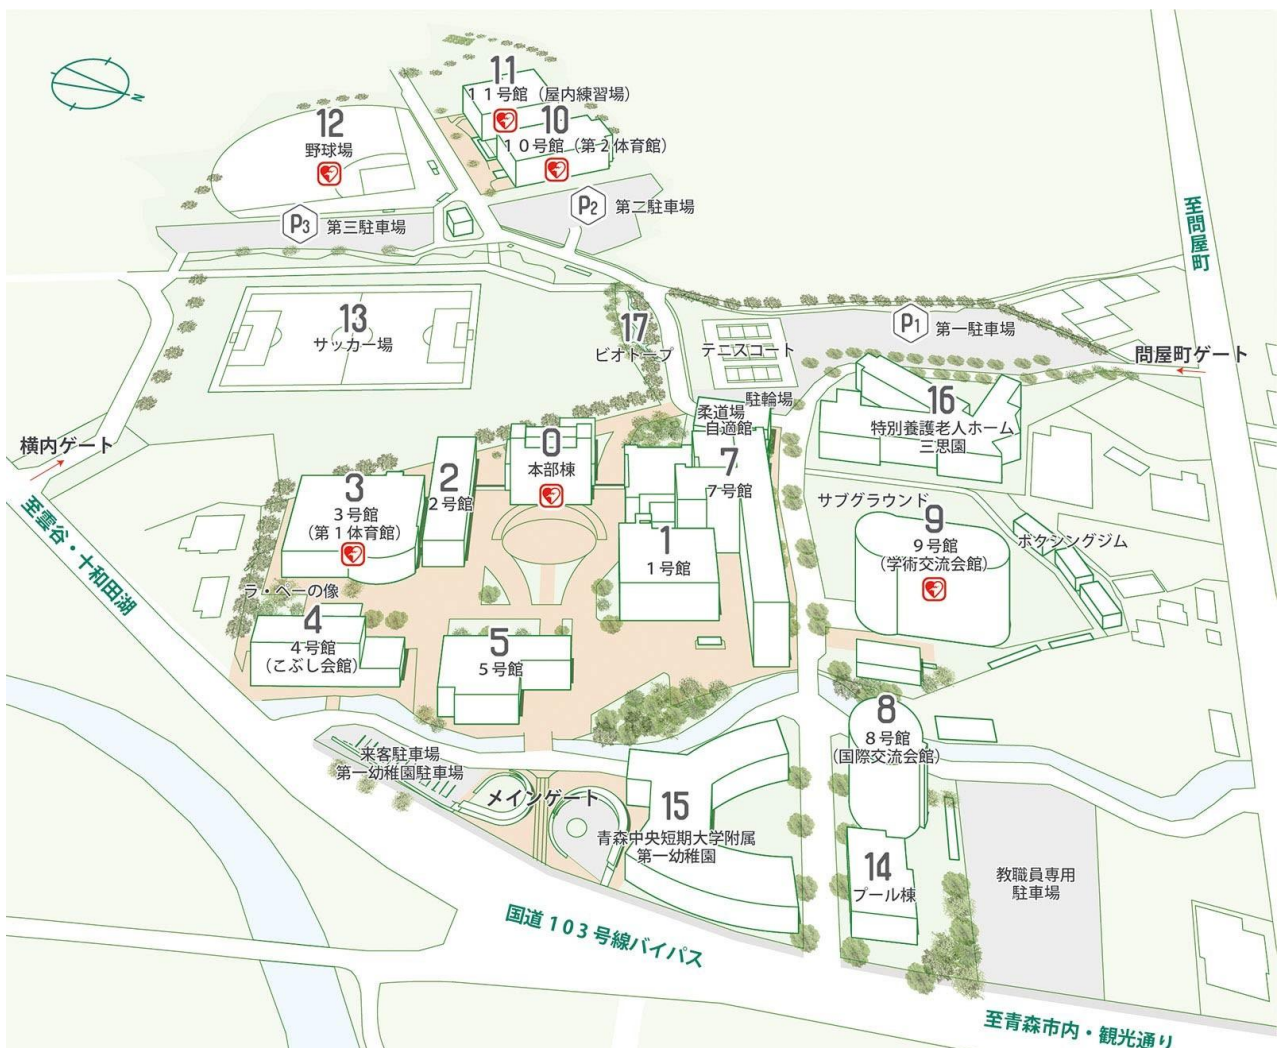 N
11
11号館（屋内練習場）
10
10号館（第2体育館）
12
野球場
P3
第三駐車場
P2
第二駐車場
至問屋町
13
サッカー場
17
ビオトープ
テニスコート
P1
第一駐車場
問屋町ゲート
駐輪場
柔道場
自適館
16
特別養護老人ホーム
三思園
横内ゲート
至雲谷・十和田湖
0
本部棟
2
2号館
3
3号館
（第1体育館）
7
7号館
1
1号館
サブグラウンド
9
9号館
（学術交流会館）
ボクシングジム
ラ・ペーの像
4
4号館
（こぶし会館）
5
5号館
8
8号館
（国際交流会館）
来客駐車場
第一幼稚園駐車場
メインゲート
15
青森中央短期大学附属
第一幼稚園
14
プール棟
教職員専用
駐車場
国道103号線バイパス
至青森市内・観光通り